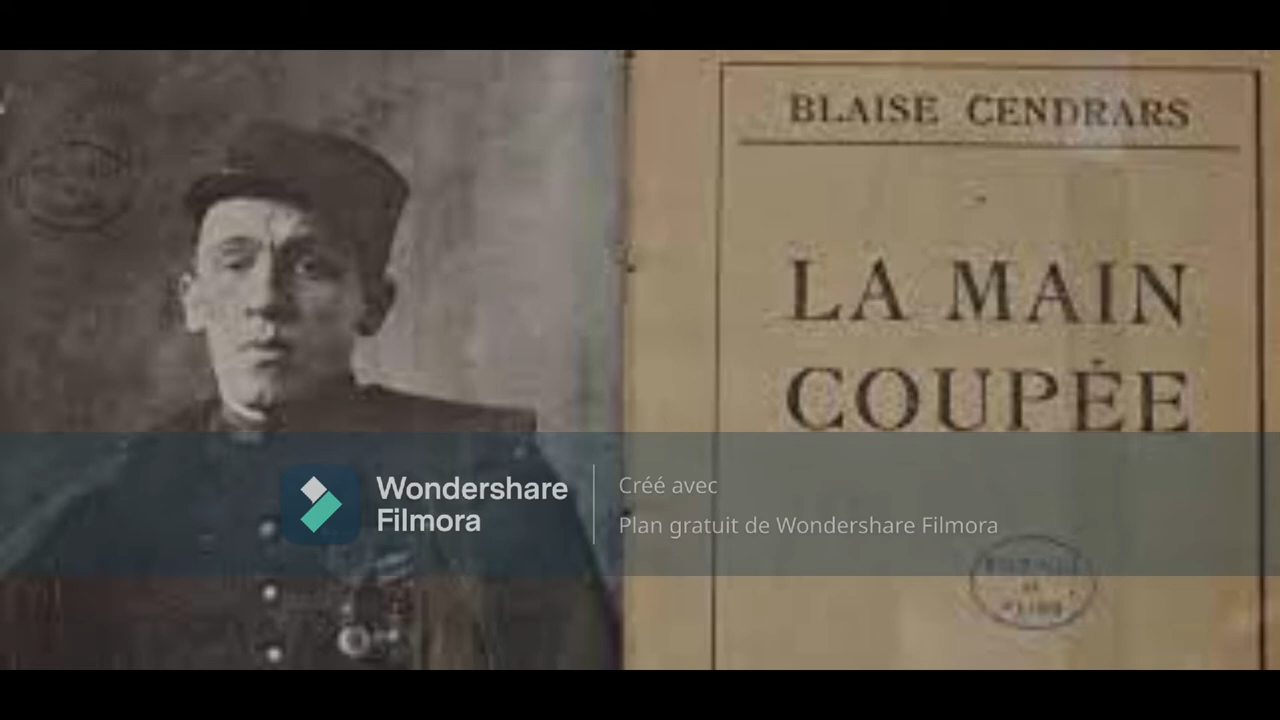 BLAISE CENDRARS
LA MAIN
COUPÉE
Wondershare
Filmora
Créé avec
Plan gratuit de Wondershare Filmora